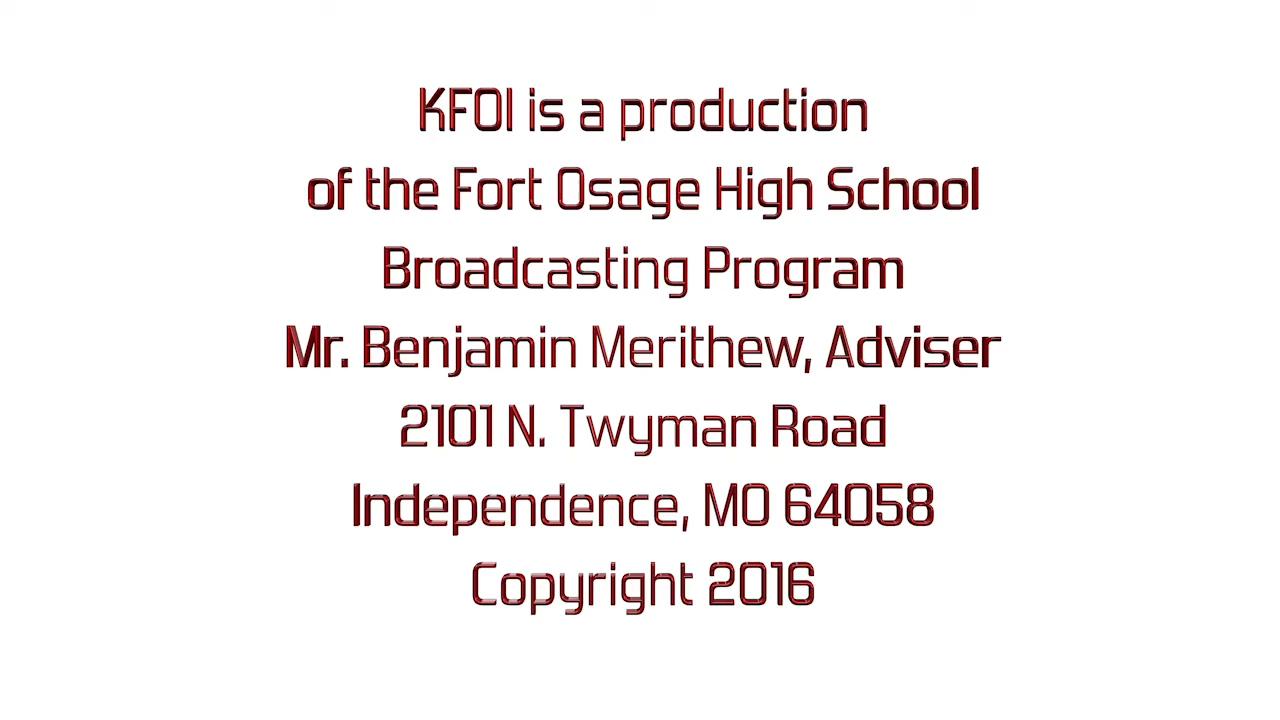 KFOI is a production
of the Fort Osage High School
Broadcasting Program
Mr. Benjamin Merithew, Adviser
2101 N. Twyman Road
Independence, MO 64058
Copyright 2016